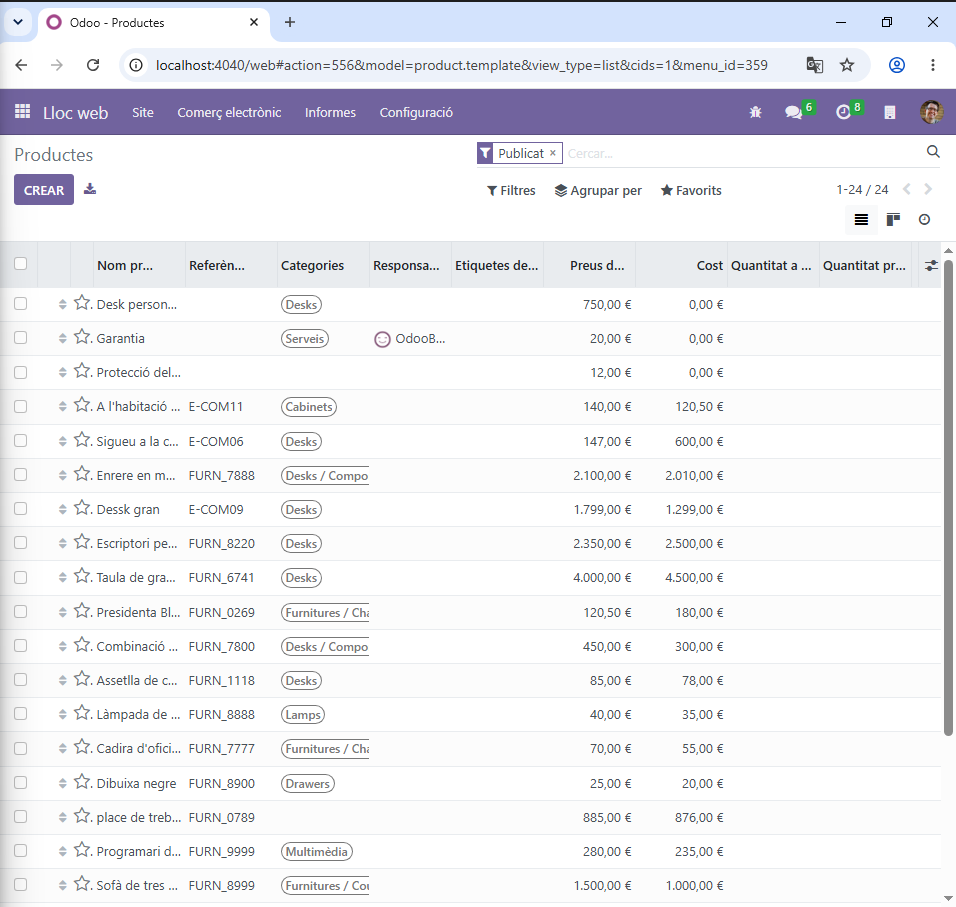 Odoo - Productes
localhost:4040/web#action=556&model=product.template&view_type=list&cids=1&menu_id=359
Lloc web Site Comerç electrònic Informes Configuració 6 8
Productes
Publicat × Cercar...
CREAR
Filtres Agrupar per Favorits 1-24 / 24
Nom pr... Referèn... Categories Responsa... Etiquetes de... Preus d... Cost Quantitat a ... Quantitat pr...
Desk person... Desks 750,00 € 0,00 €
Garantia Serveis OdooB... 20,00 € 0,00 €
Protecció del... 12,00 € 0,00 €
A l'habitació ... E-COM11 Cabinets 140,00 € 120,50 €
Sigueu a la c... E-COM06 Desks 147,00 € 600,00 €
Enrere en m... FURN_7888 Desks / Compo 2.100,00 € 2.010,00 €
Dessk gran E-COM09 Desks 1.799,00 € 1.299,00 €
Escriptori pe... FURN_8220 Desks 2.350,00 € 2.500,00 €
Taula de gra... FURN_6741 Desks 4.000,00 € 4.500,00 €
Presidenta Bl... FURN_0269 Furnitures / Cha 120,50 € 180,00 €
Combinació ... FURN_7800 Desks / Compo 450,00 € 300,00 €
Assetlla de c... FURN_1118 Desks 85,00 € 78,00 €
Làmpada de ... FURN_8888 Lamps 40,00 € 35,00 €
Cadira d'ofici... FURN_7777 Furnitures / Cha 70,00 € 55,00 €
Dibuixa negre FURN_8900 Drawers 25,00 € 20,00 €
place de treb... FURN_0789 885,00 € 876,00 €
Programari d... FURN_9999 Multimèdia 280,00 € 235,00 €
Sofà de tres ... FURN_8999 Furnitures / Cou 1.500,00 € 1.000,00 €